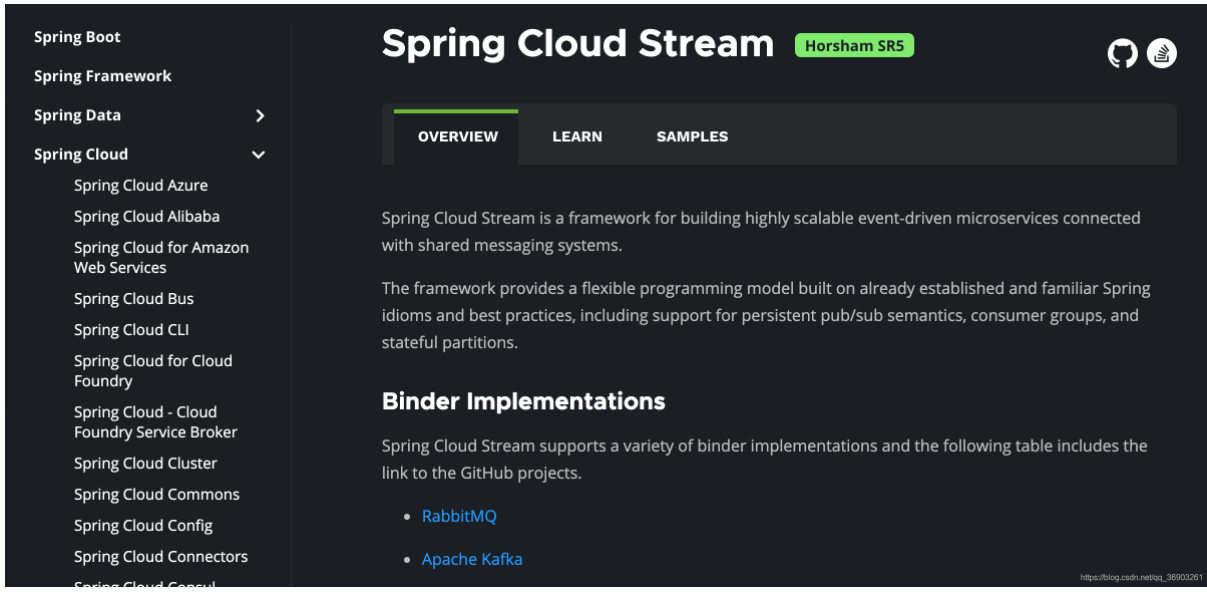 Spring Boot
Spring Framework
Spring Data
Spring Cloud
Spring Cloud Azure
Spring Cloud Alibaba
Spring Cloud for Amazon
Web Services
Spring Cloud Bus
Spring Cloud CLI
Spring Cloud for Cloud
Foundry
Spring Cloud - Cloud
Foundry Service Broker
Spring Cloud Cluster
Spring Cloud Commons
Spring Cloud Config
Spring Cloud Connectors
Spring Cloud Consul
Spring Cloud Stream Horsham SR5
OVERVIEW LEARN SAMPLES
Spring Cloud Stream is a framework for building highly scalable event-driven microservices connected
with shared messaging systems.
The framework provides a flexible programming model built on already established and familiar Spring
idioms and best practices, including support for persistent pub/sub semantics, consumer groups, and
stateful partitions.
Binder Implementations
Spring Cloud Stream supports a variety of binder implementations and the following table includes the
link to the GitHub projects.
• RabbitMQ
• Apache Kafka
https://blog.csdn.net/qq_36903261